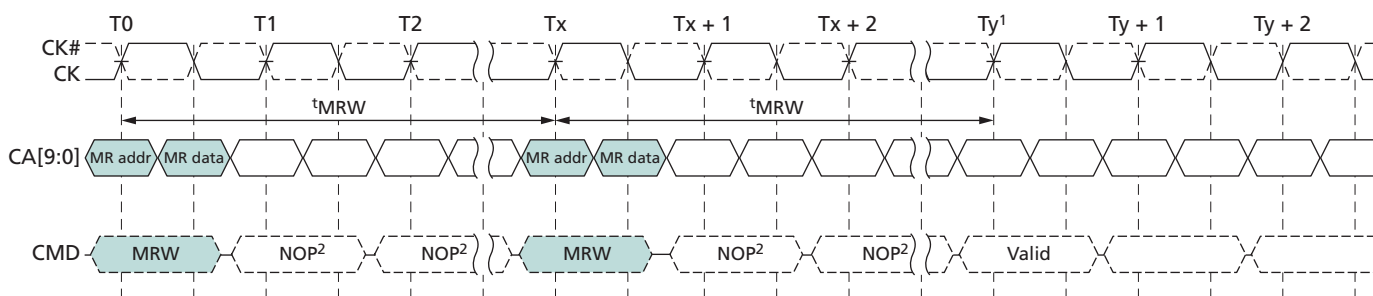 T0 T1 T2 Tx Tx + 1 Tx + 2 Ty¹ Ty + 1 Ty + 2
CK#
CK
ᵗMRW ᵗMRW
CA[9:0] MR addr MR data MR addr MR data
CMD MRW NOP² NOP² MRW NOP² NOP² Valid